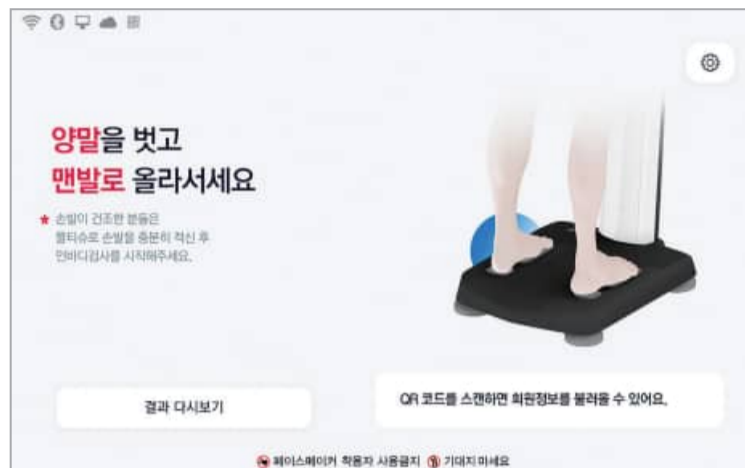 양말을 벗고
맨발로 올라서세요
★ 손발이 건조한 분들은
물티슈로 손발을 충분히 적신 후
인바디검사를 시작해주세요.
결과 다시보기
QR 코드를 스캔하면 회원정보를 불러올 수 있어요.
페이스메이커 착용자 사용금지 기대지 마세요